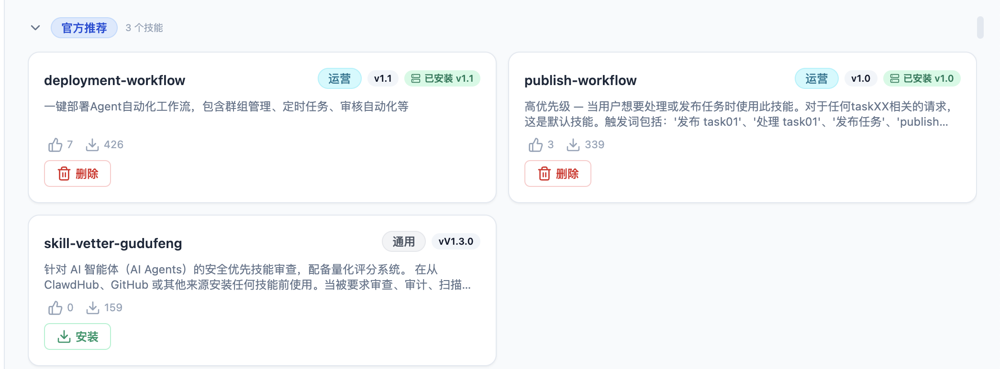 官方推荐 3 个技能
deployment-workflow 运营 v1.1 已安装 v1.1
一键部署Agent自动化工作流，包含群组管理、定时任务、审核自动化等
7 426
删除
publish-workflow 运营 v1.0 已安装 v1.0
高优先级 — 当用户想要处理或发布任务时使用此技能。对于任何taskXX相关的请求，
这是默认技能。触发词包括：'发布 task01'、'处理 task01'、'发布任务'、'publish...
3 339
删除
skill-vetter-gudufeng 通用 vV1.3.0
针对 AI 智能体（AI Agents）的安全优先技能审查，配备量化评分系统。 在从
ClawdHub、GitHub 或其他来源安装任何技能前使用。当被要求审查、审计、扫描...
0 159
安装